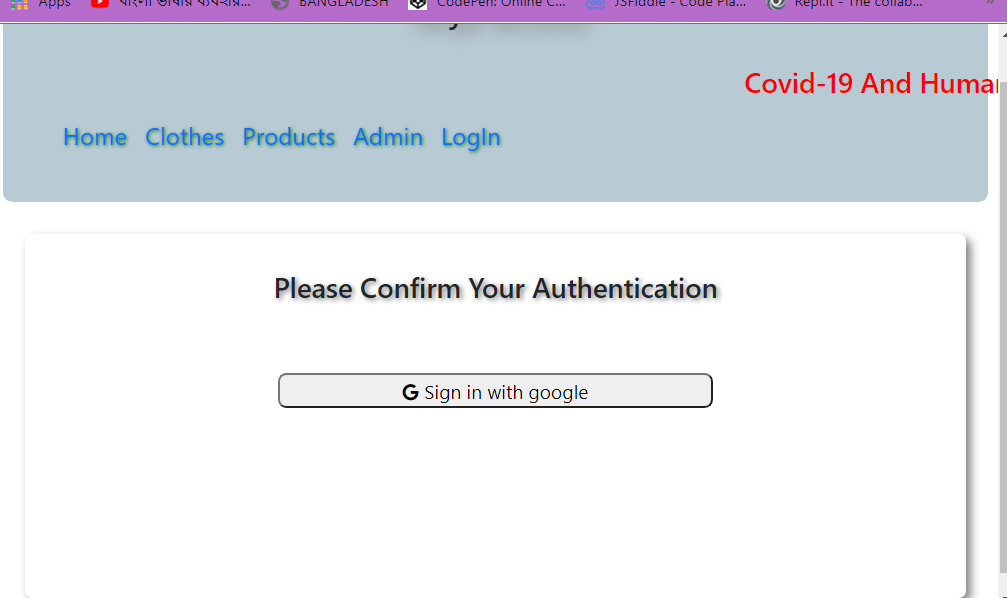 Apps বাংলা ভাষার ব্যবহার... BANGLADESH CodePen: Online C... JSFiddle - Code Pla... Repl.it - The collab... »
Covid-19 And Human
Home Clothes Products Admin LogIn
Please Confirm Your Authentication
G Sign in with google